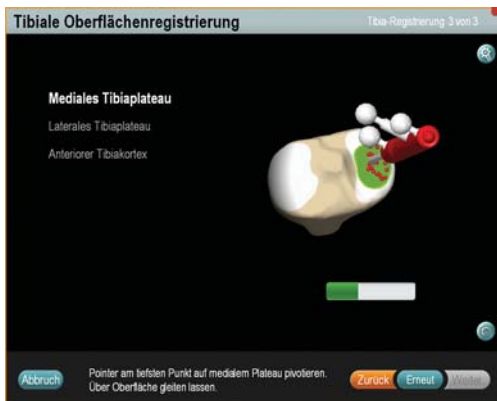 Tibiale Oberflächenregistrierung
Tibia-Registrierung 3 von 3
Mediales Tibiaplateau
Laterales Tibiaplateau
Anteriorer Tibiakortex
Abbruch
Pointer am tiefsten Punkt auf medialem Plateau pivotieren.
Über Oberfläche gleiten lassen.
Zurück
Erneut
Weiter